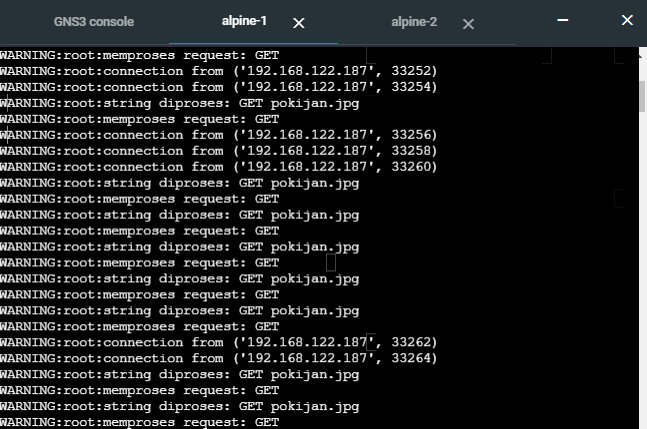 GNS3 console alpine-1 alpine-2
WARNING:root:memproses request: GET
WARNING:root:connection from ('192.168.122.187', 33252)
WARNING:root:connection from ('192.168.122.187', 33254)
WARNING:root:string diproses: GET pokijan.jpg
WARNING:root:memproses request: GET
WARNING:root:connection from ('192.168.122.187', 33256)
WARNING:root:connection from ('192.168.122.187', 33258)
WARNING:root:connection from ('192.168.122.187', 33260)
WARNING:root:string diproses: GET pokijan.jpg
WARNING:root:memproses request: GET
WARNING:root:string diproses: GET pokijan.jpg
WARNING:root:memproses request: GET
WARNING:root:string diproses: GET pokijan.jpg
WARNING:root:memproses request: GET
WARNING:root:string diproses: GET pokijan.jpg
WARNING:root:memproses request: GET
WARNING:root:string diproses: GET pokijan.jpg
WARNING:root:memproses request: GET
WARNING:root:connection from ('192.168.122.187', 33262)
WARNING:root:connection from ('192.168.122.187', 33264)
WARNING:root:string diproses: GET pokijan.jpg
WARNING:root:memproses request: GET
WARNING:root:string diproses: GET pokijan.jpg
WARNING:root:memproses request: GET